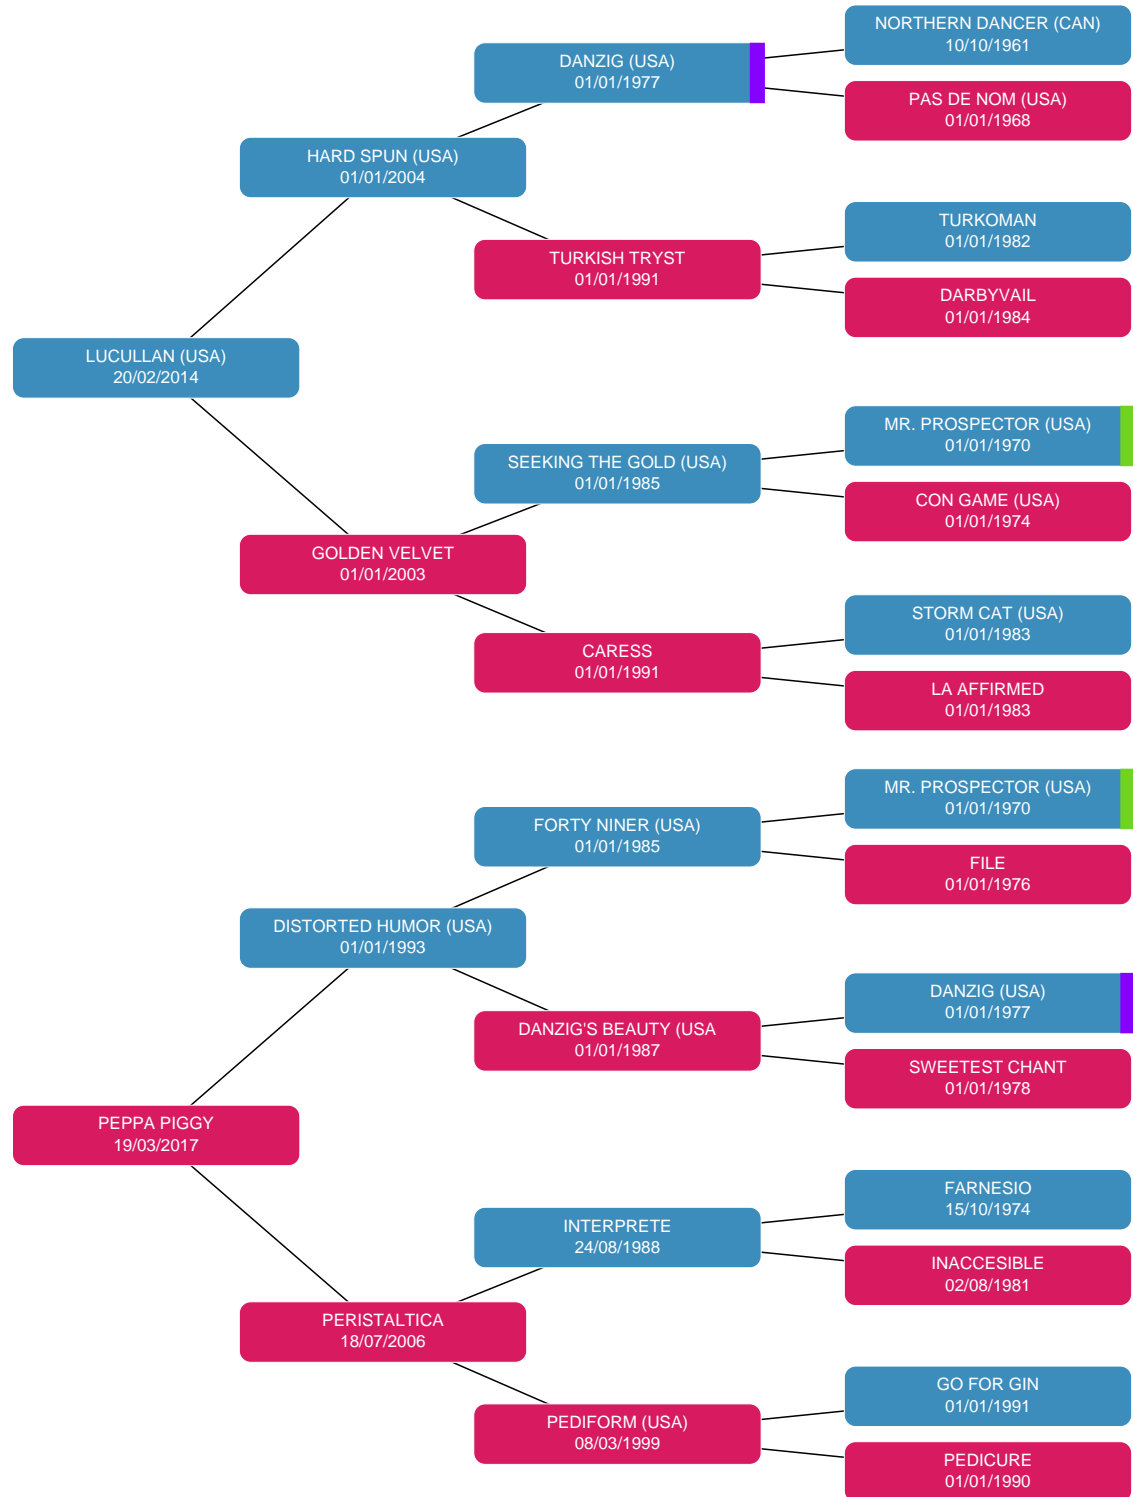 NORTHERN DANCER (CAN)
10/10/1961
DANZIG (USA)
01/01/1977
PAS DE NOM (USA)
01/01/1968
HARD SPUN (USA)
01/01/2004
TURKOMAN
01/01/1982
TURKISH TRYST
01/01/1991
DARBYVAIL
01/01/1984
LUCULLAN (USA)
20/02/2014
MR. PROSPECTOR (USA)
01/01/1970
SEEKING THE GOLD (USA)
01/01/1985
CON GAME (USA)
01/01/1974
GOLDEN VELVET
01/01/2003
STORM CAT (USA)
01/01/1983
CARESS
01/01/1991
LA AFFIRMED
01/01/1983
MR. PROSPECTOR (USA)
01/01/1970
FORTY NINER (USA)
01/01/1985
FILE
01/01/1976
DISTORTED HUMOR (USA)
01/01/1993
DANZIG (USA)
01/01/1977
DANZIG'S BEAUTY (USA
01/01/1987
SWEETEST CHANT
01/01/1978
PEPPA PIGGY
19/03/2017
FARNESIO
15/10/1974
INTERPRETE
24/08/1988
INACCESIBLE
02/08/1981
PERISTALTICA
18/07/2006
GO FOR GIN
01/01/1991
PEDIFORM (USA)
08/03/1999
PEDICURE
01/01/1990